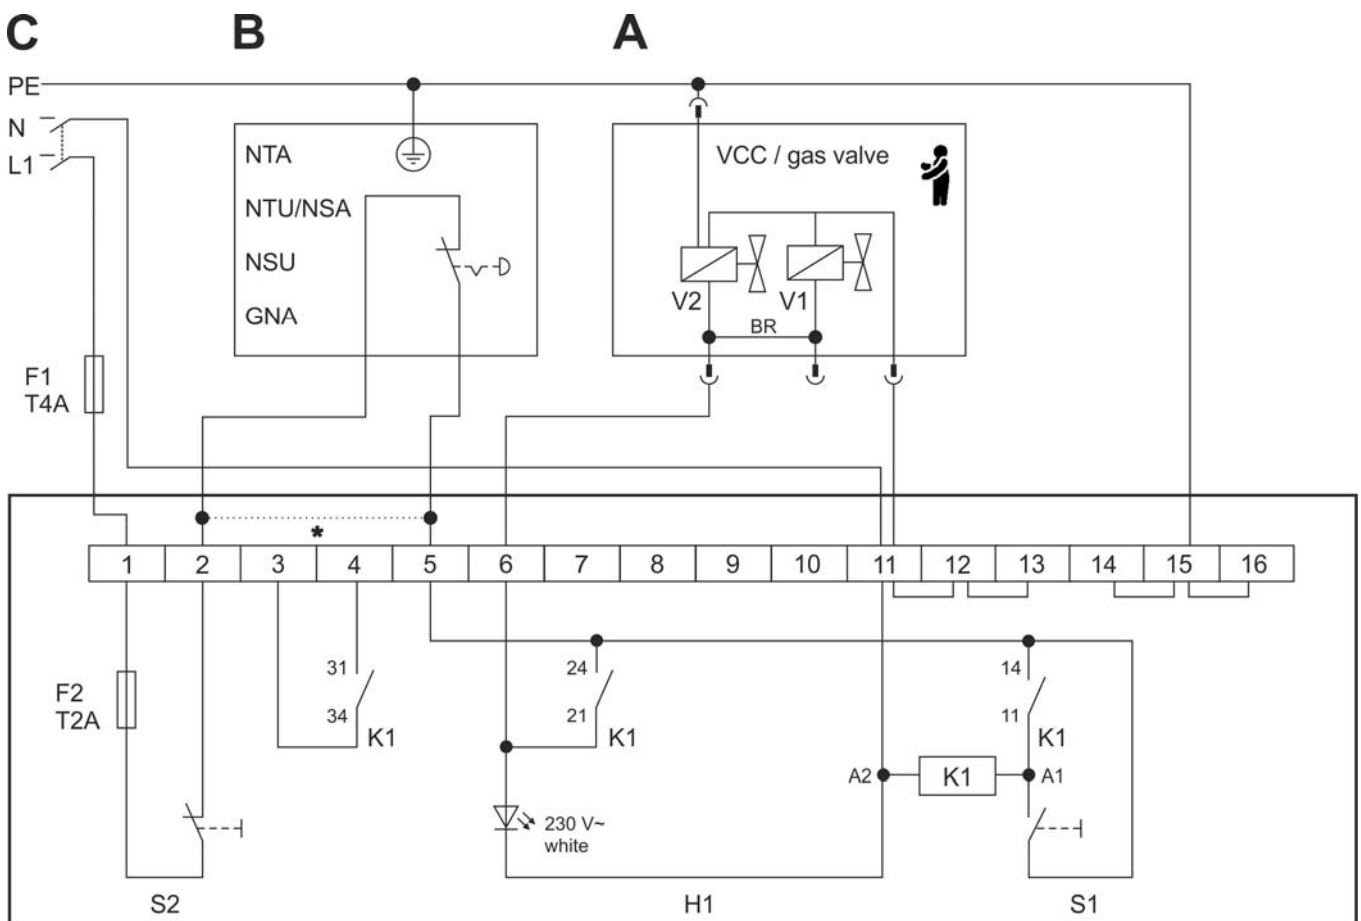 C B A
PE
N
L1
NTA
NTU/NSA
NSU
GNA
VCC / gas valve
V2 V1
BR
F1
T4A
*
1 2 3 4 5 6 7 8 9 10 11 12 13 14 15 16
31 24 14
34 21 11
K1 K1 K1
F2
T2A
A2 K1 A1
230 V~
white
S2 H1 S1